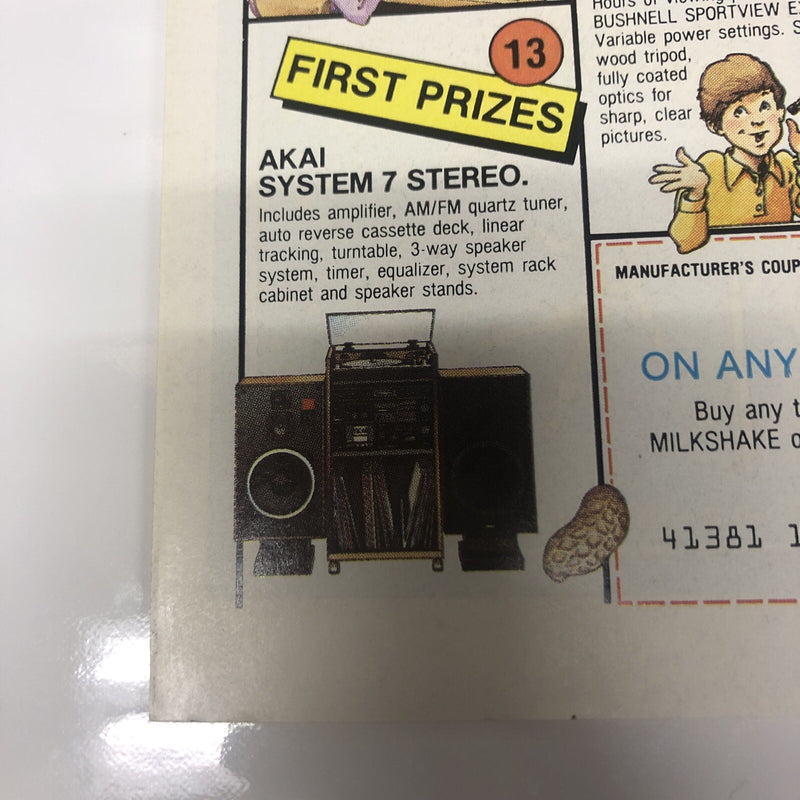 13
FIRST PRIZES
AKAI
SYSTEM 7 STEREO.
Includes amplifier, AM/FM quartz tuner,
auto reverse cassette deck, linear
tracking, turntable, 3-way speaker
system, timer, equalizer, system rack
cabinet and speaker stands.
BUSHNELL SPORTVIEW
Variable power settings.
wood tripod,
fully coated
optics for
sharp, clear
pictures.
MANUFACTURER'S COUP
ON ANY
Buy any
MILKSHAKE
41381 1